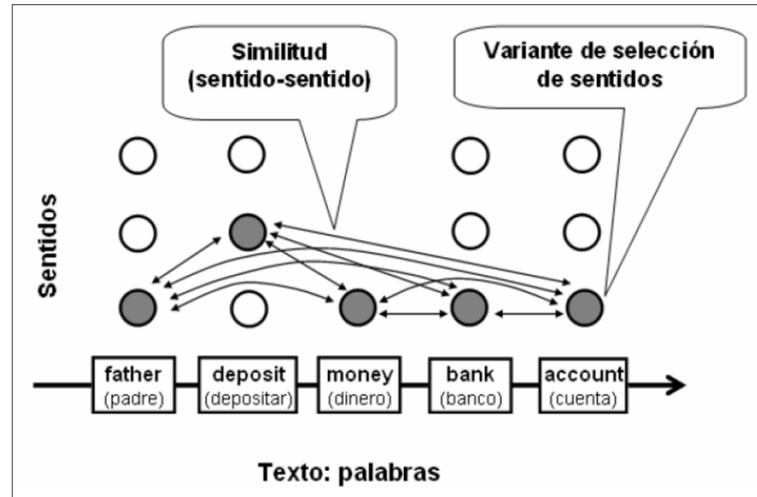 Similitud
(sentido-sentido)
Variante de selección
de sentidos
Sentidos
father
(padre)
deposit
(depositar)
money
(dinero)
bank
(banco)
account
(cuenta)
Texto: palabras